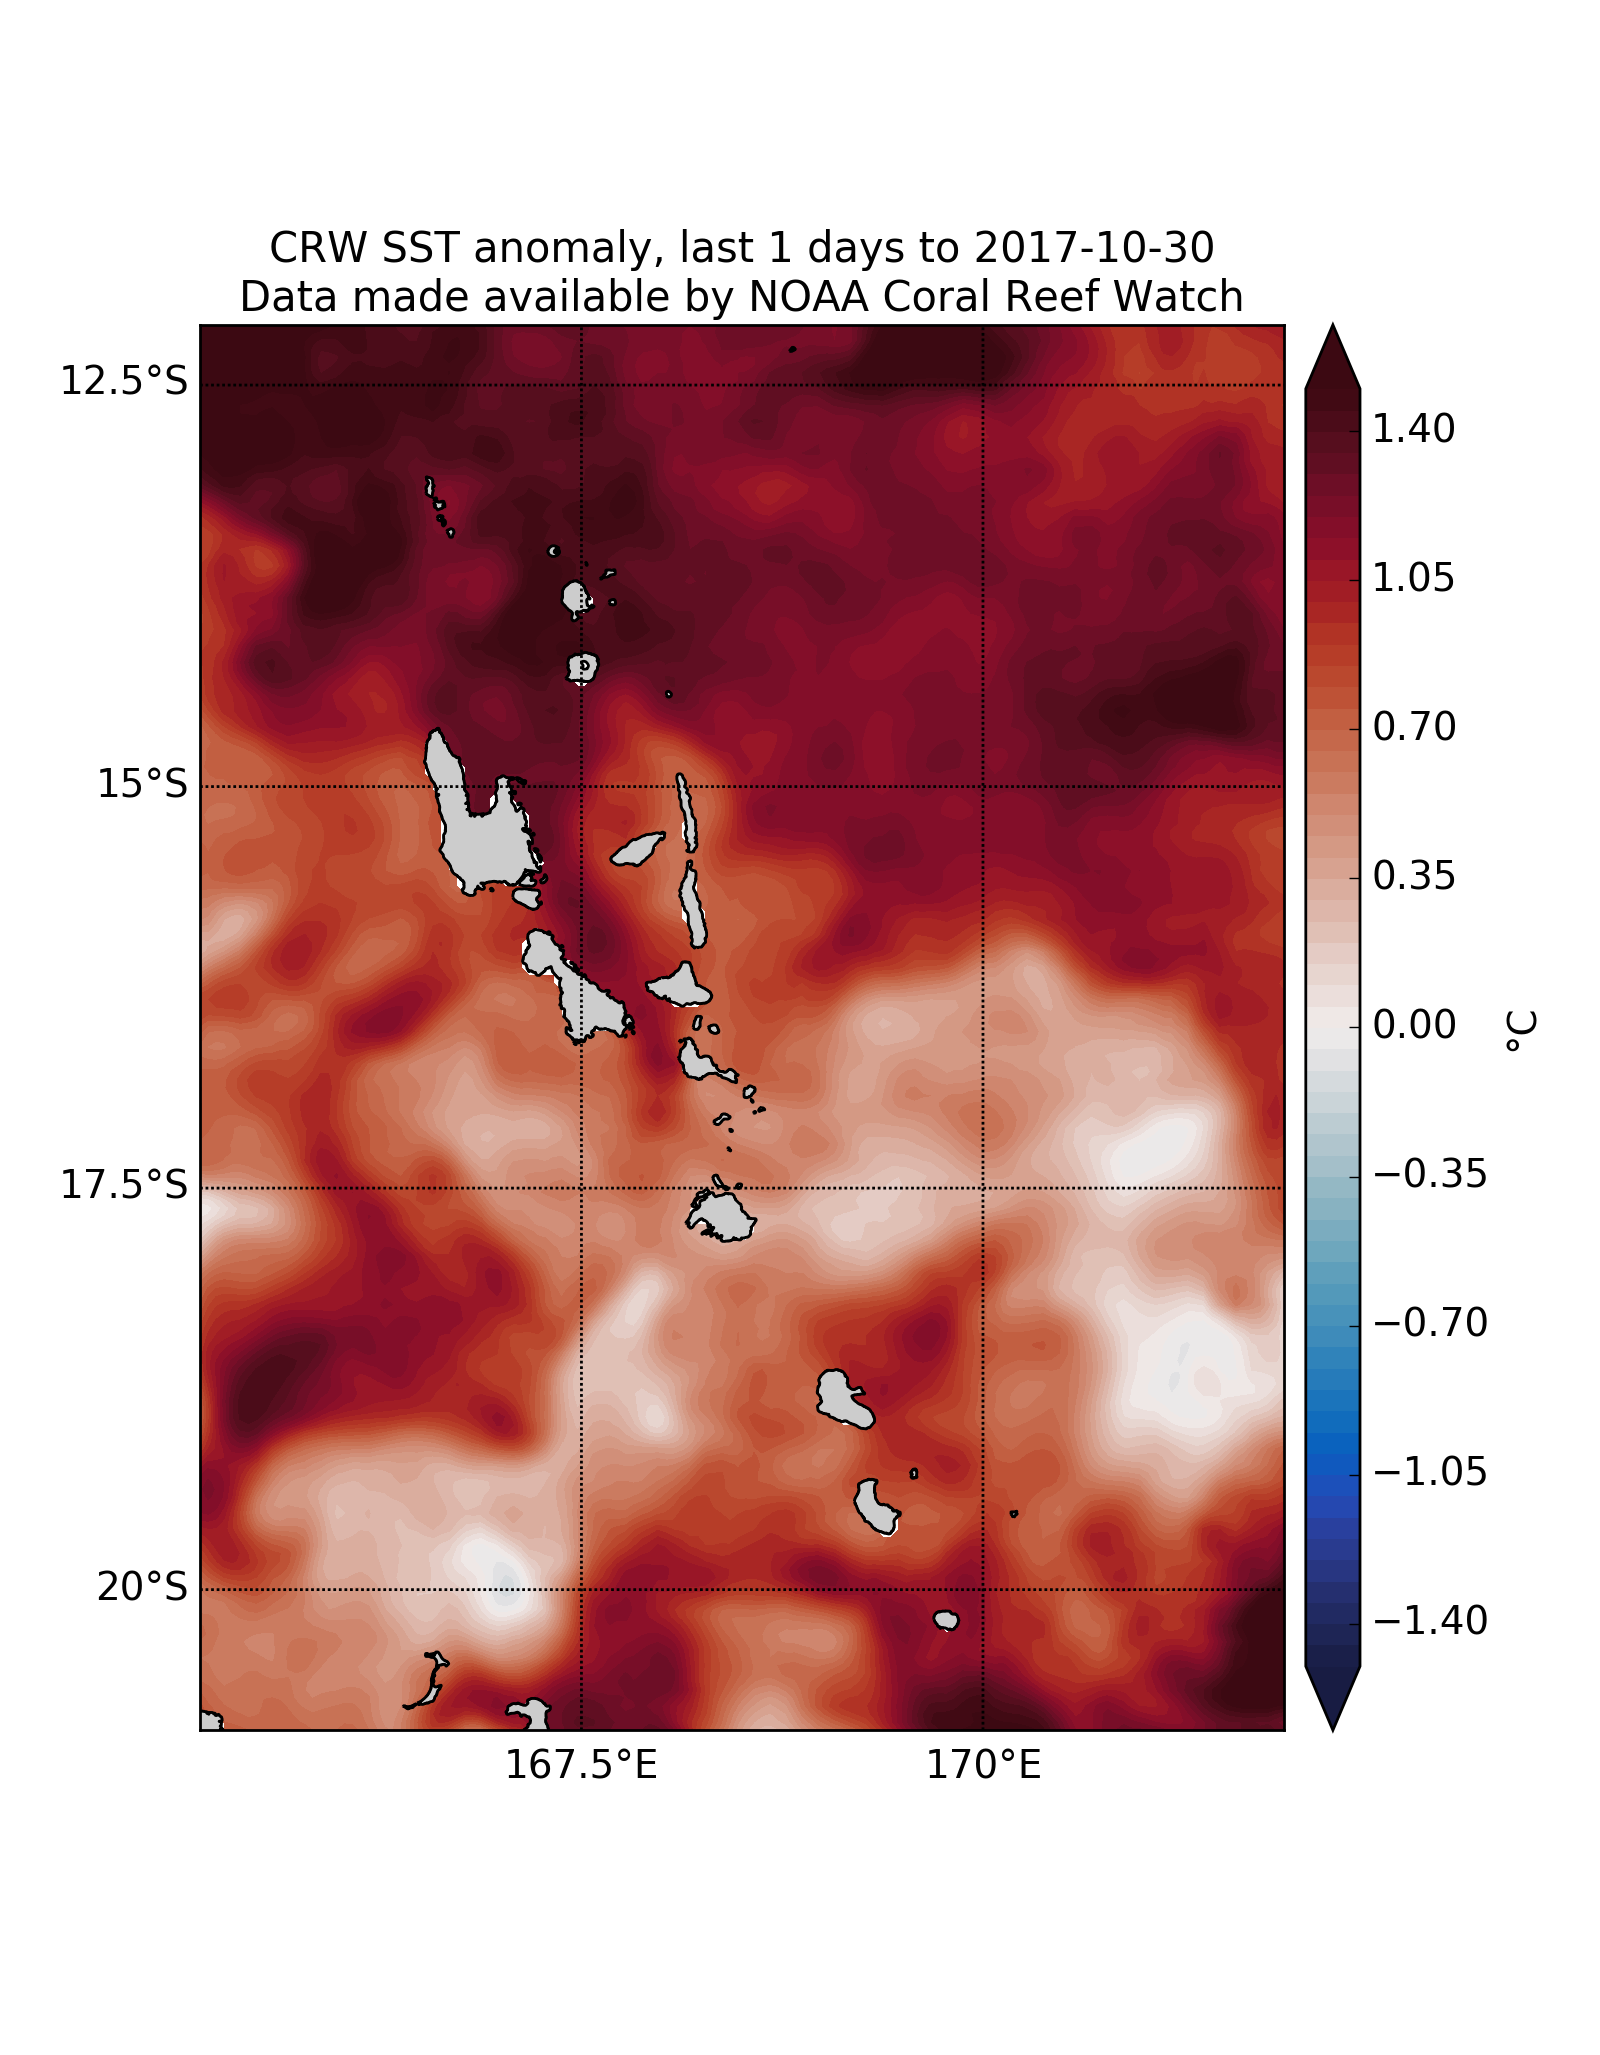 CRW SST anomaly, last 1 days to 2017-10-30
Data made available by NOAA Coral Reef Watch
12.5°S
15°S
17.5°S
20°S
167.5°E
170°E
1.40
1.05
0.70
0.35
0.00
−0.35
−0.70
−1.05
−1.40
°C